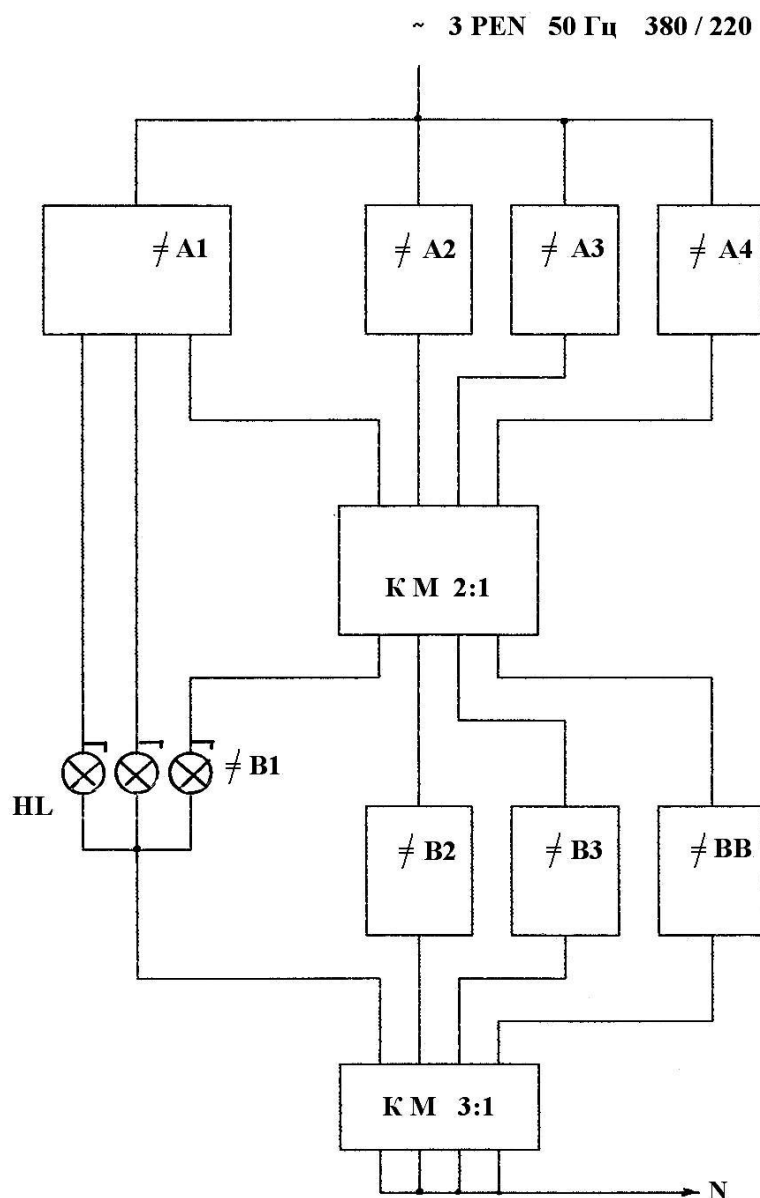 ~ 3 PEN 50 Гц 380 / 220
≠ A1
≠ A2
≠ A3
≠ A4
К М 2:1
≠ B1
HL
≠ B2
≠ B3
≠ BB
К М 3:1
N